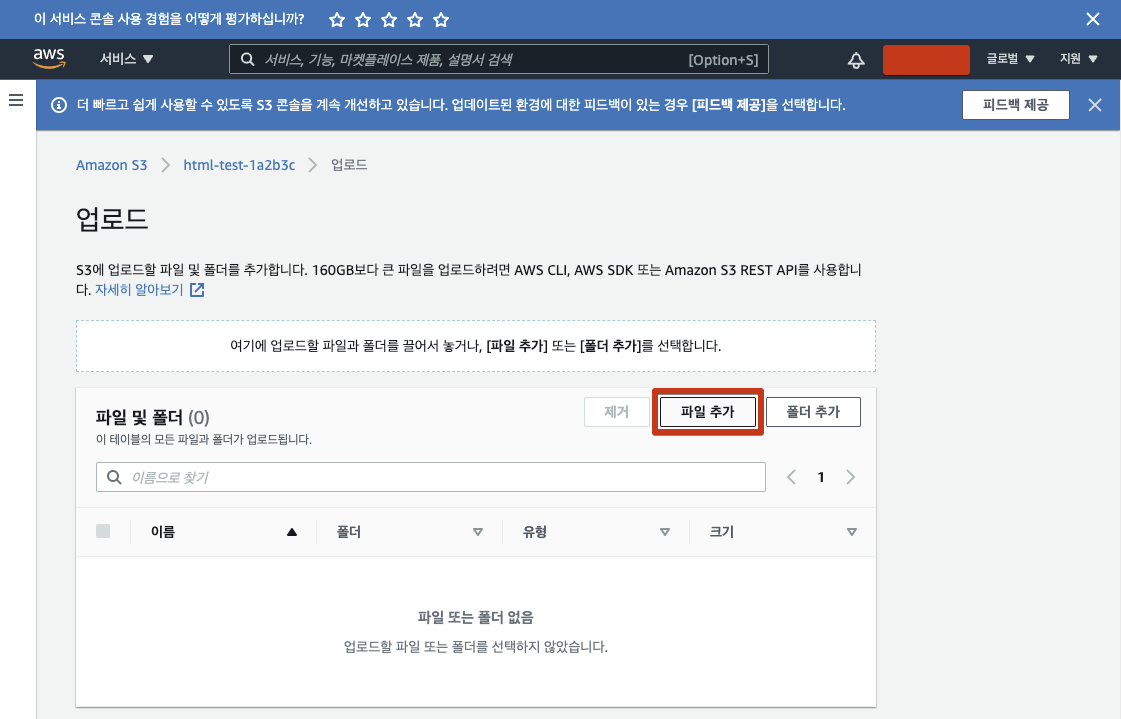 이 서비스 콘솔 사용 경험을 어떻게 평가하십니까?
aws 서비스 서비스, 기능, 마켓플레이스 제품, 설명서 검색 [Option+S] 글로벌 지원
더 빠르고 쉽게 사용할 수 있도록 S3 콘솔을 계속 개선하고 있습니다. 업데이트된 환경에 대한 피드백이 있는 경우 [피드백 제공]을 선택합니다. 피드백 제공
Amazon S3 html-test-1a2b3c 업로드
업로드
S3에 업로드할 파일 및 폴더를 추가합니다. 160GB보다 큰 파일을 업로드하려면 AWS CLI, AWS SDK 또는 Amazon S3 REST API를 사용합니
다. 자세히 알아보기
여기에 업로드할 파일과 폴더를 끌어서 놓거나, [파일 추가] 또는 [폴더 추가]를 선택합니다.
파일 및 폴더 (0) 제거 파일 추가 폴더 추가
이 테이블의 모든 파일과 폴더가 업로드됩니다.
이름으로 찾기 1
이름 폴더 유형 크기
파일 또는 폴더 없음
업로드할 파일 또는 폴더를 선택하지 않았습니다.